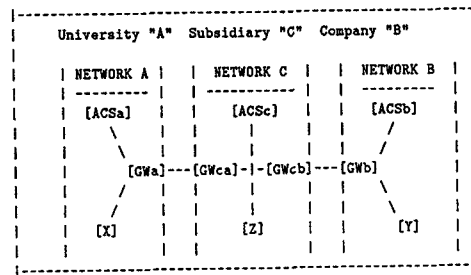 University "A" Subsidiary "C" Company "B"
NETWORK A NETWORK C NETWORK B
[ACSa] [ACSc] [ACSb]
[GWa]---[GWca]-|-[GWcb]---[GWb]
[X] [Z] [Y]